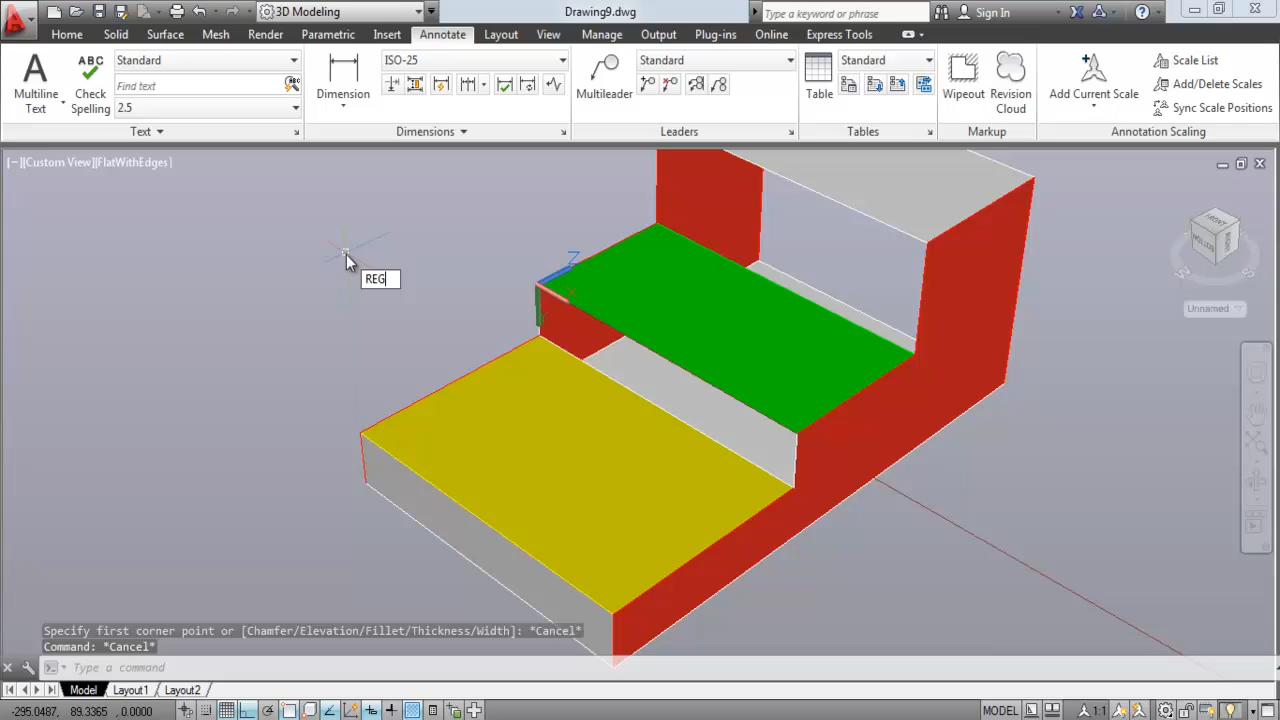 3D Modeling
Drawing9.dwg
Type a keyword or phrase
Sign In
Home Solid Surface Mesh Render Parametric Insert Annotate Layout View Manage Output Plug-ins Online Express Tools
Multiline Text
ABC
Check Spelling
Standard
Find text
2.5
Text
Dimension
ISO-25
Dimensions
Multileader
Standard
Leaders
Table
Standard
Tables
Wipeout
Revision Cloud
Markup
Add Current Scale
Scale List
Add/Delete Scales
Sync Scale Positions
Annotation Scaling
[−][Custom View][FlatWithEdges]
FRONT
S
S
Unnamed
Z
X
REG
Specify first corner point or [Chamfer/Elevation/Fillet/Thickness/Width]: *Cancel*
Command: *Cancel*
Type a command
Model Layout1 Layout2
-295.0487, 89.3365, 0.0000
MODEL
1:1